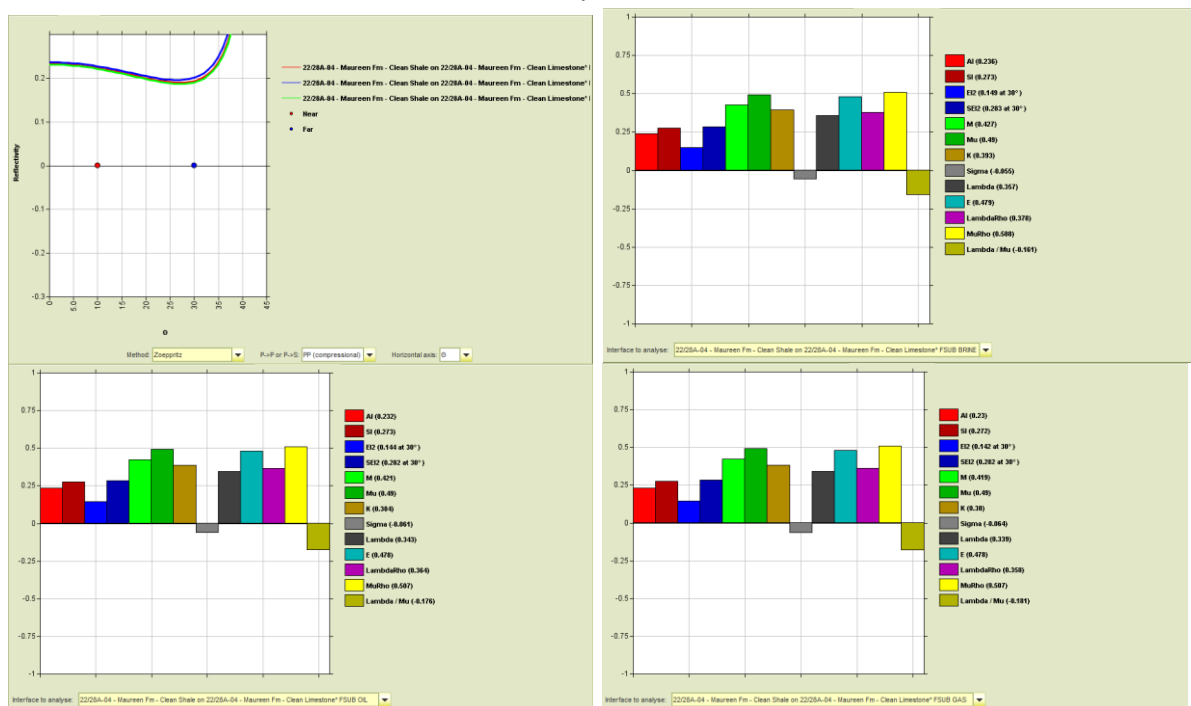 0.2
0.1
0
-0.1
-0.2
-0.3
Reflectivity
0
5.0
10
15
20
25
30
35
40
45
Θ
22/28A-04 - Maureen Fm - Clean Shale on 22/28A-04 - Maureen Fm - Clean Limestone* I
22/28A-04 - Maureen Fm - Clean Shale on 22/28A-04 - Maureen Fm - Clean Limestone* I
22/28A-04 - Maureen Fm - Clean Shale on 22/28A-04 - Maureen Fm - Clean Limestone* I
Near
Far
Method: Zoeppritz P->P or P->S: PP (compressional) Horizontal axis: Θ
1
0.75
0.5
0.25
0
-0.25
-0.5
-0.75
-1
AI (0.236)
SI (0.273)
EI2 (0.149 at 30°)
SEI2 (0.283 at 30°)
M (0.427)
Mu (0.49)
K (0.393)
Sigma (-0.055)
Lambda (0.357)
E (0.479)
LambdaRho (0.378)
MuRho (0.508)
Lambda / Mu (-0.161)
Interface to analyse: 22/28A-04 - Maureen Fm - Clean Shale on 22/28A-04 - Maureen Fm - Clean Limestone* FSUB BRINE
1
0.75
0.5
0.25
0
-0.25
-0.5
-0.75
-1
AI (0.232)
SI (0.273)
EI2 (0.144 at 30°)
SEI2 (0.282 at 30°)
M (0.421)
Mu (0.49)
K (0.384)
Sigma (-0.061)
Lambda (0.343)
E (0.478)
LambdaRho (0.364)
MuRho (0.507)
Lambda / Mu (-0.176)
Interface to analyse: 22/28A-04 - Maureen Fm - Clean Shale on 22/28A-04 - Maureen Fm - Clean Limestone* FSUB OIL
1
0.75
0.5
0.25
0
-0.25
-0.5
-0.75
-1
AI (0.23)
SI (0.272)
EI2 (0.142 at 30°)
SEI2 (0.282 at 30°)
M (0.419)
Mu (0.49)
K (0.38)
Sigma (-0.064)
Lambda (0.339)
E (0.478)
LambdaRho (0.358)
MuRho (0.507)
Lambda / Mu (-0.181)
Interface to analyse: 22/28A-04 - Maureen Fm - Clean Shale on 22/28A-04 - Maureen Fm - Clean Limestone* FSUB GAS